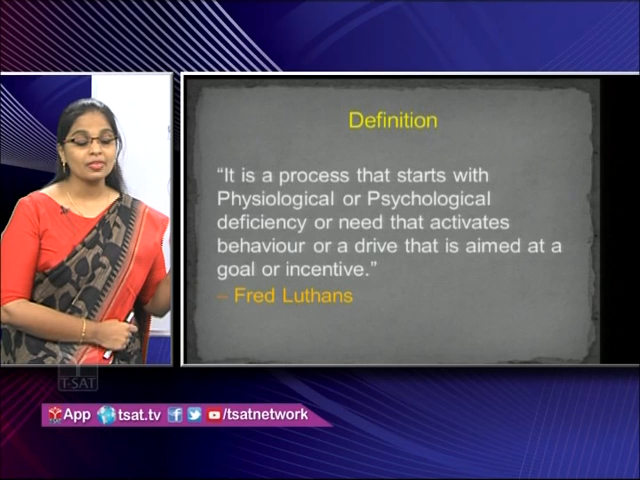 Definition
“It is a process that starts with
Physiological or Psychological
deficiency or need that activates
behaviour or a drive that is aimed at a
goal or incentive.”
– Fred Luthans
T-SAT
App tsat.tv /tsatnetwork